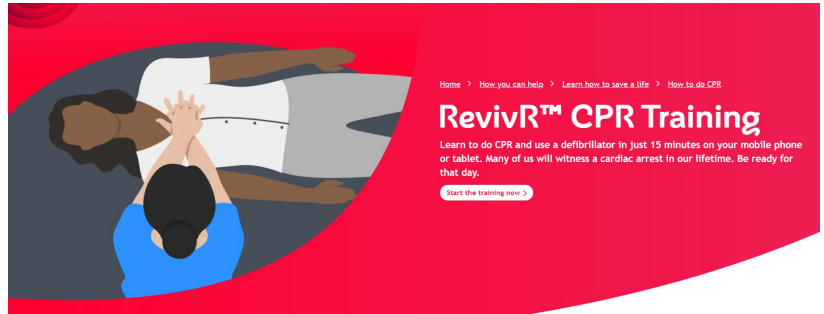 Home > How you can help > Learn how to save a life > How to do CPR
RevivR™ CPR Training
Learn to do CPR and use a defibrillator in just 15 minutes on your mobile phone
or tablet. Many of us will witness a cardiac arrest in our lifetime. Be ready for
that day.
Start the training now >